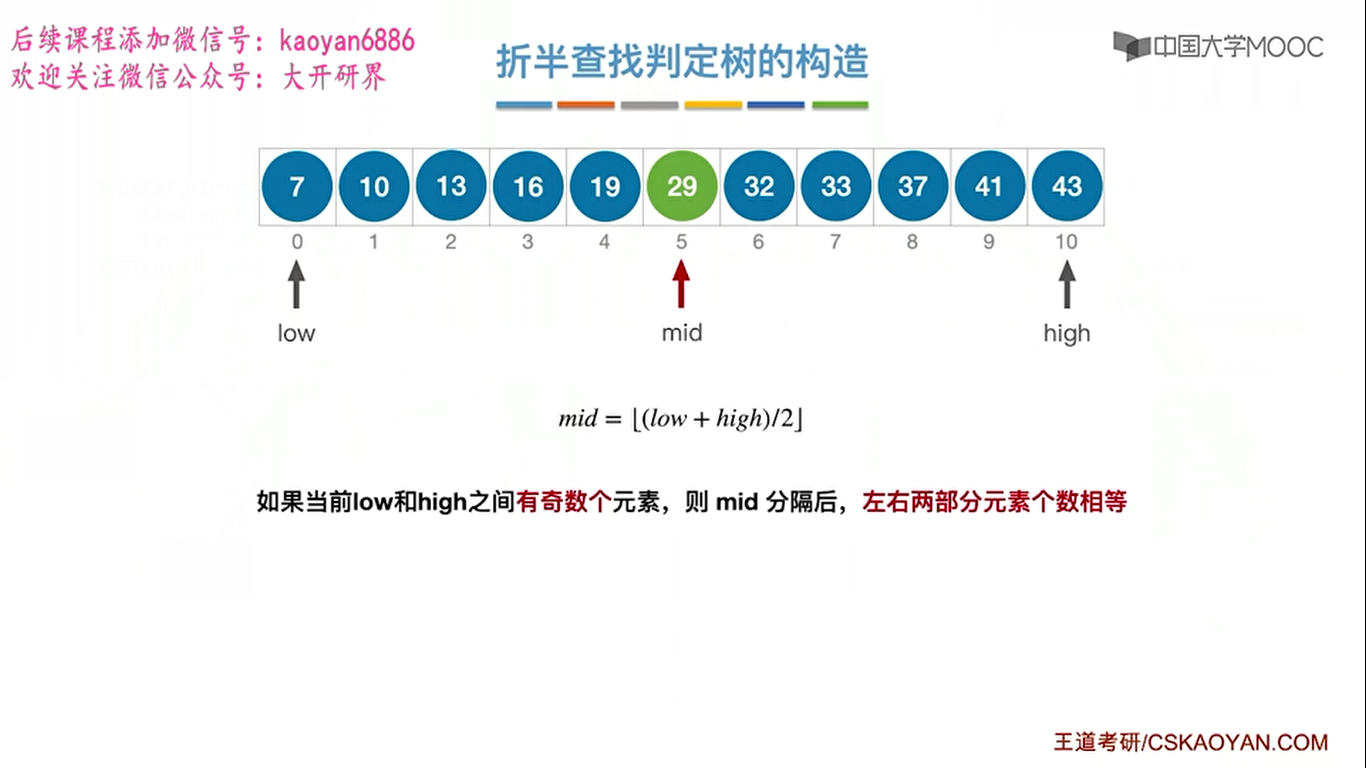 后续课程添加微信号：kaoyan6886
欢迎关注微信公众号：大开研界
中国大学MOOC
折半查找判定树的构造
7 10 13 16 19 29 32 33 37 41 43
0 1 2 3 4 5 6 7 8 9 10
low mid high
mid = ⌊(low + high)/2⌋
如果当前low和high之间有奇数个元素，则 mid 分隔后，左右两部分元素个数相等
王道考研/CSKAOYAN.COM